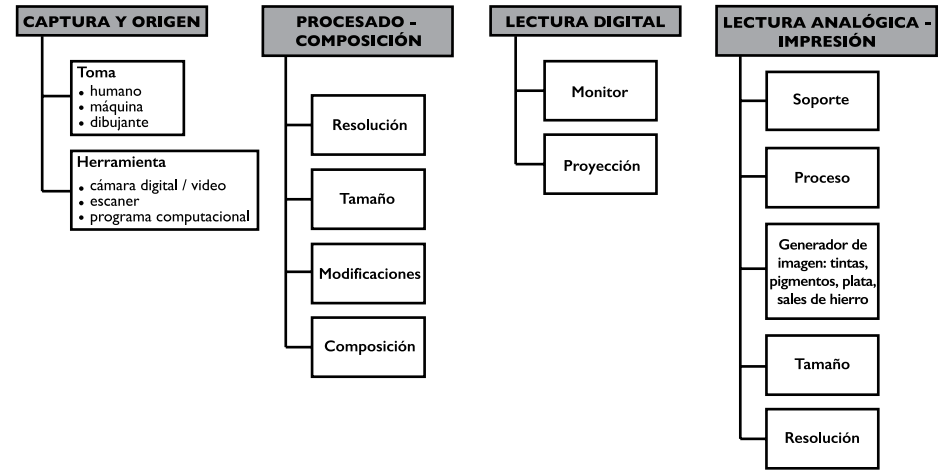 CAPTURA Y ORIGEN
Toma
• humano
• máquina
• dibujante
Herramienta
• cámara digital / video
• escaner
• programa computacional
PROCESADO -
COMPOSICIÓN
Resolución
Tamaño
Modificaciones
Composición
LECTURA DIGITAL
Monitor
Proyección
LECTURA ANALÓGICA -
IMPRESIÓN
Soporte
Proceso
Generador de
imagen: tintas,
pigmentos, plata,
sales de hierro
Tamaño
Resolución